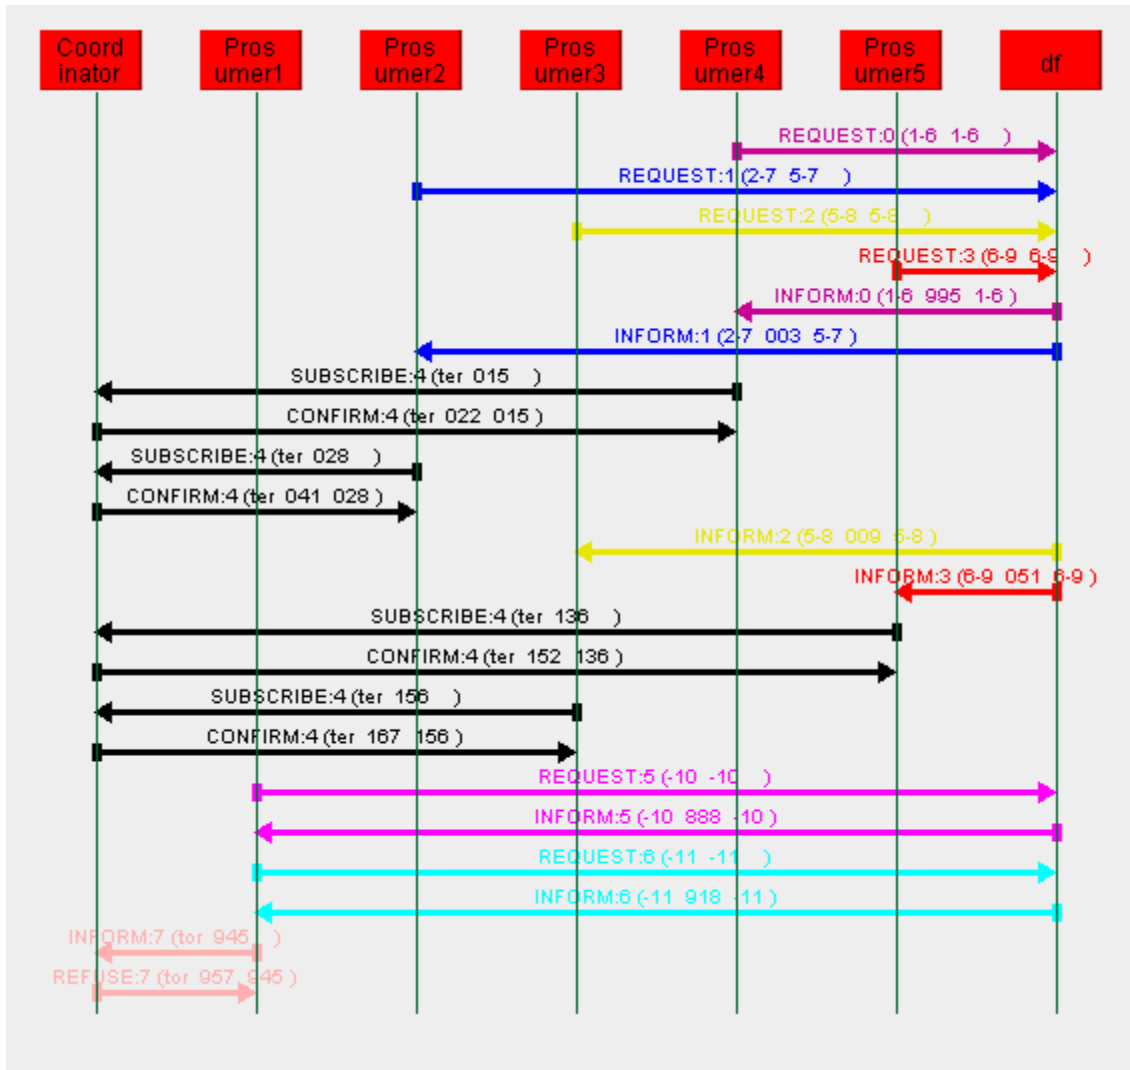 Coord
inator
Pros
umer1
Pros
umer2
Pros
umer3
Pros
umer4
Pros
umer5
df
REQUEST:0 (1-6 1-6 )
REQUEST:1 (2-7 5-7 )
REQUEST:2 (5-8 5-8 )
REQUEST:3 (6-9 6-9 )
INFORM:0 (1-6 995 1-6 )
INFORM:1 (2-7 003 5-7 )
SUBSCRIBE:4 (ter 015 )
CONFIRM:4 (ter 022 015 )
SUBSCRIBE:4 (ter 028 )
CONFIRM:4 (ter 041 028 )
INFORM:2 (5-8 009 5-8 )
INFORM:3 (6-9 051 6-9 )
SUBSCRIBE:4 (ter 136 )
CONFIRM:4 (ter 152 136 )
SUBSCRIBE:4 (ter 156 )
CONFIRM:4 (ter 167 156 )
REQUEST:5 (-10 -10 )
INFORM:5 (-10 888 -10 )
REQUEST:6 (-11 -11 )
INFORM:6 (-11 918 -11 )
INFORM:7 (tor 945 )
REFUSE:7 (tor 957 945 )